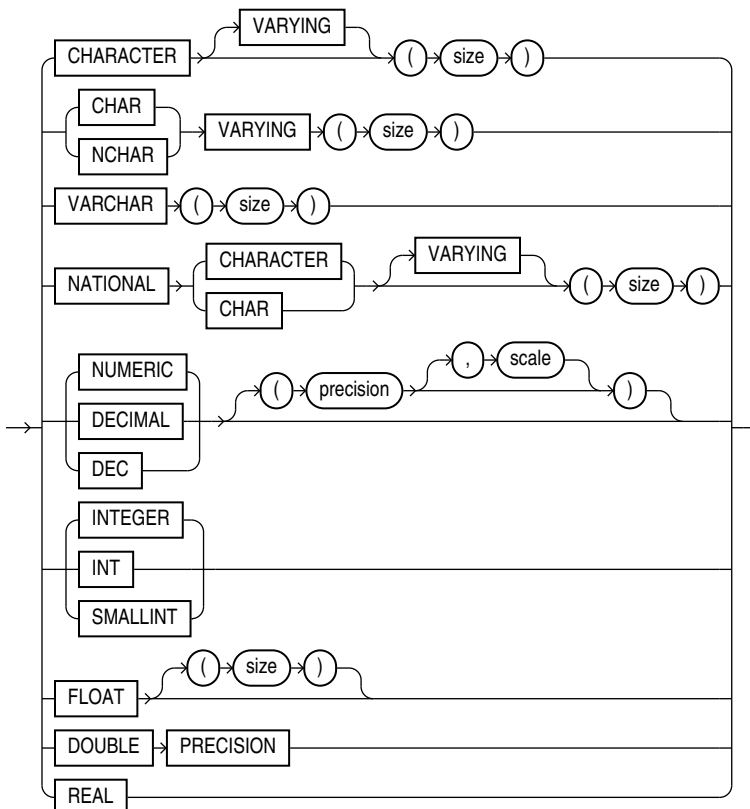 VARYING
CHARACTER ( size )
CHAR
VARYING ( size )
NCHAR
VARCHAR ( size )
CHARACTER VARYING
NATIONAL ( size )
CHAR
NUMERIC , scale
( precision )
DECIMAL
DEC
INTEGER
INT
SMALLINT
( size )
FLOAT
DOUBLE PRECISION
REAL